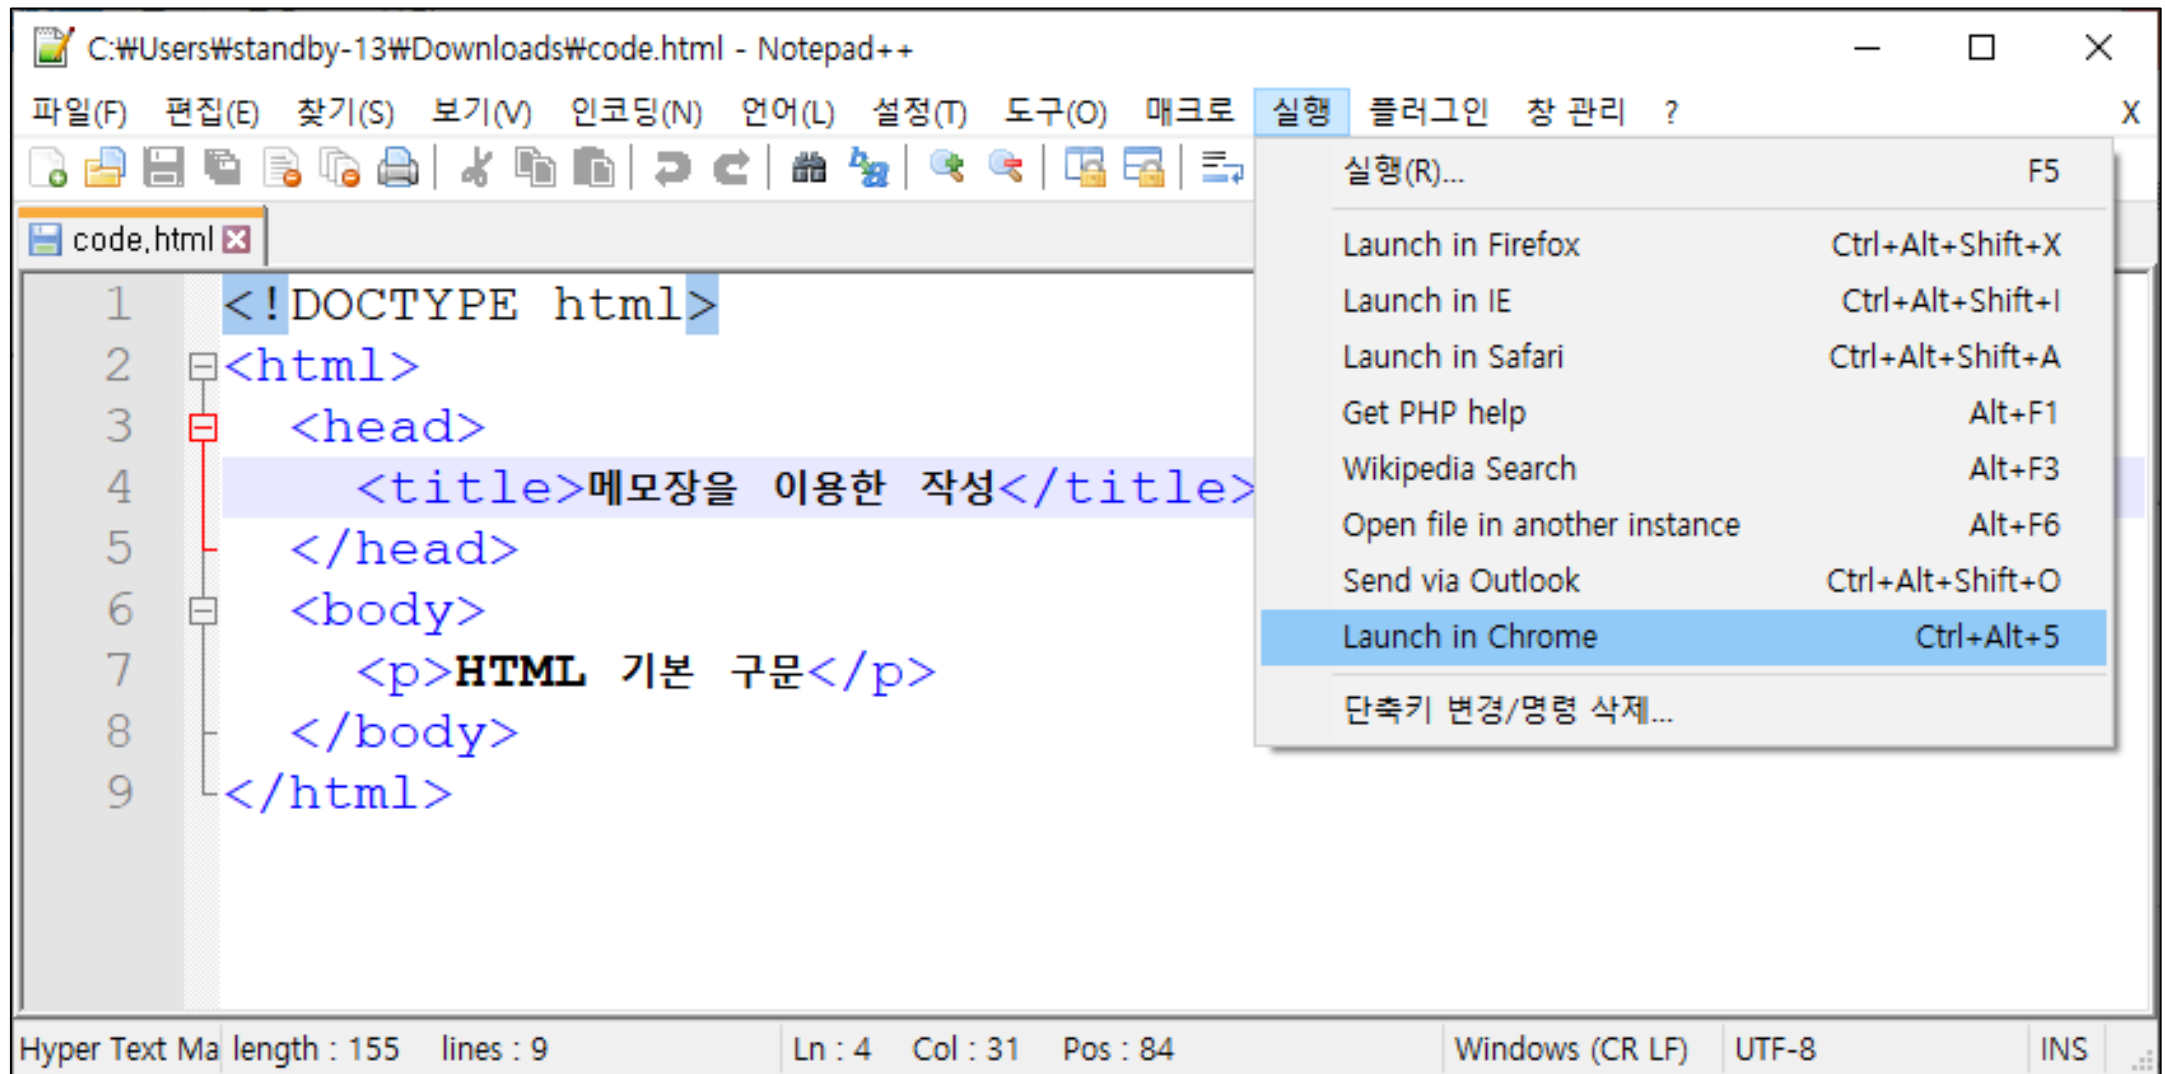 C:₩Users₩standby-13₩Downloads₩code.html - Notepad++
파일(F) 편집(E) 찾기(S) 보기(V) 인코딩(N) 언어(L) 설정(T) 도구(O) 매크로 실행 플러그인 창 관리 ? X
code.html
실행(R)... F5
Launch in Firefox Ctrl+Alt+Shift+X
Launch in IE Ctrl+Alt+Shift+I
Launch in Safari Ctrl+Alt+Shift+A
Get PHP help Alt+F1
Wikipedia Search Alt+F3
Open file in another instance Alt+F6
Send via Outlook Ctrl+Alt+Shift+O
Launch in Chrome Ctrl+Alt+5
단축키 변경/명령 삭제...
1 <!DOCTYPE html>
2 <html>
3 <head>
4 <title>메모장을 이용한 작성</title>
5 </head>
6 <body>
7 <p>HTML 기본 구문</p>
8 </body>
9 </html>
Hyper Text Ma length : 155 lines : 9 Ln : 4 Col : 31 Pos : 84 Windows (CR LF) UTF-8 INS